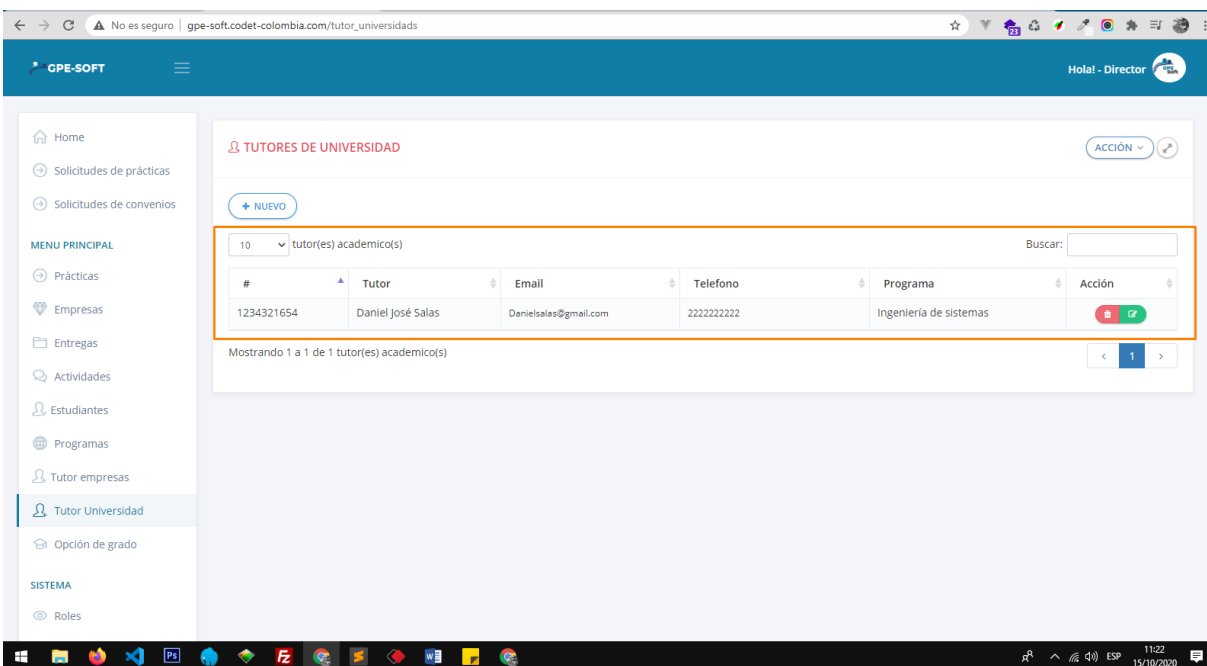 No es seguro | gpe-soft.codet-colombia.com/tutor_universidads
23
GPE-SOFT
Hola! - Director
Home
Solicitudes de prácticas
Solicitudes de convenios
MENU PRINCIPAL
Prácticas
Empresas
Entregas
Actividades
Estudiantes
Programas
Tutor empresas
Tutor Universidad
Opción de grado
SISTEMA
Roles
TUTORES DE UNIVERSIDAD
ACCIÓN
+ NUEVO
10 tutor(es) academico(s)
Buscar:
# Tutor Email Telefono Programa Acción
1234321654 Daniel José Salas Danielsalas@gmail.com 2222222222 Ingeniería de sistemas
Mostrando 1 a 1 de 1 tutor(es) academico(s)
< 1 >
ESP
11:22
15/10/2020